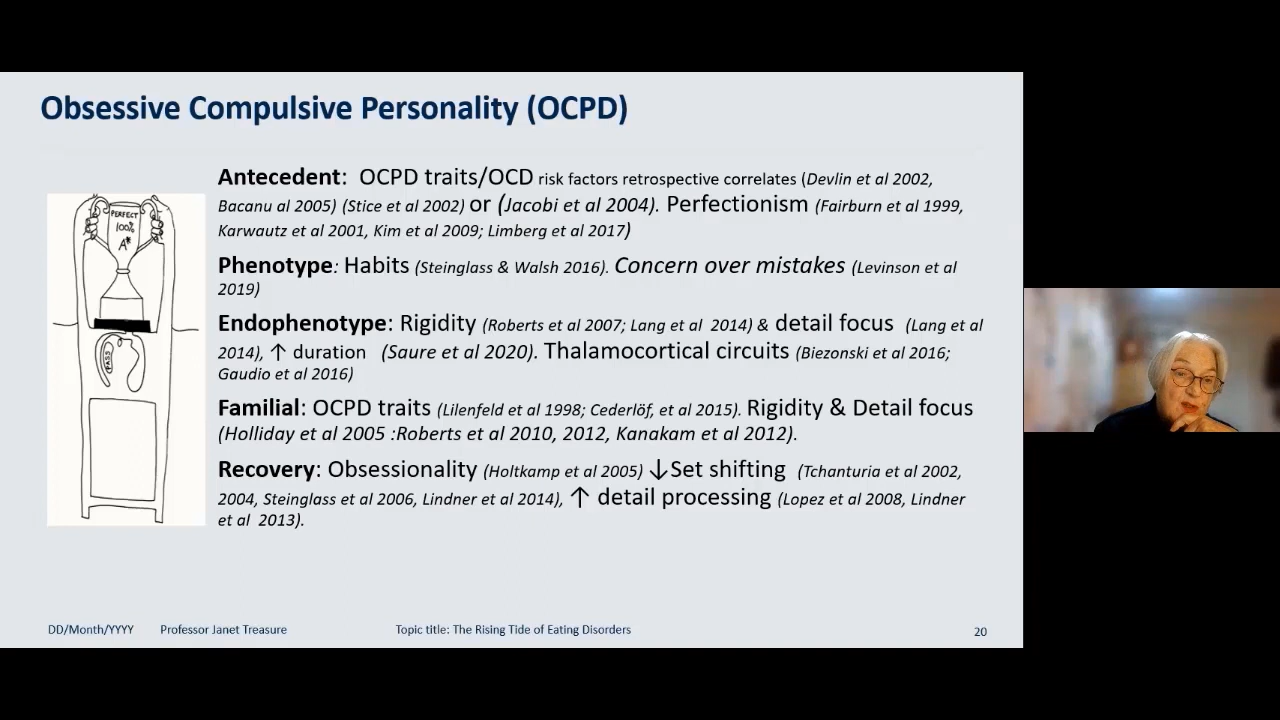 Obsessive Compulsive Personality (OCPD)
PERFECT
100%
A*
PASS
Antecedent:  OCPD traits/OCD risk factors retrospective correlates (Devlin et al 2002,
Bacanu al 2005) (Stice et al 2002) or (Jacobi et al 2004). Perfectionism (Fairburn et al 1999,
Karwautz et al 2001, Kim et al 2009; Limberg et al 2017)
Phenotype: Habits (Steinglass & Walsh 2016). Concern over mistakes (Levinson et al
2019)
Endophenotype: Rigidity (Roberts et al 2007; Lang et al  2014) & detail focus  (Lang et al
2014), ↑ duration  (Saure et al 2020). Thalamocortical circuits (Biezonski et al 2016;
Gaudio et al 2016)
Familial: OCPD traits (Lilenfeld et al 1998; Cederlöf, et al 2015). Rigidity & Detail focus
(Holliday et al 2005 :Roberts et al 2010, 2012, Kanakam et al 2012).
Recovery: Obsessionality (Holtkamp et al 2005) ↓Set shifting  (Tchanturia et al 2002,
2004, Steinglass et al 2006, Lindner et al 2014), ↑ detail processing (Lopez et al 2008, Lindner
et al  2013).
DD/Month/YYYY Professor Janet Treasure Topic title: The Rising Tide of Eating Disorders 20